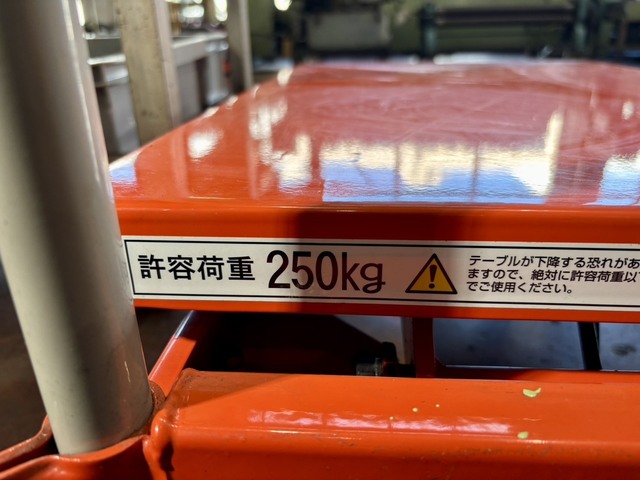 許容荷重 250kg
テーブルが下降する恐れがあ
ますので、絶対に許容荷重以
でご使用ください。